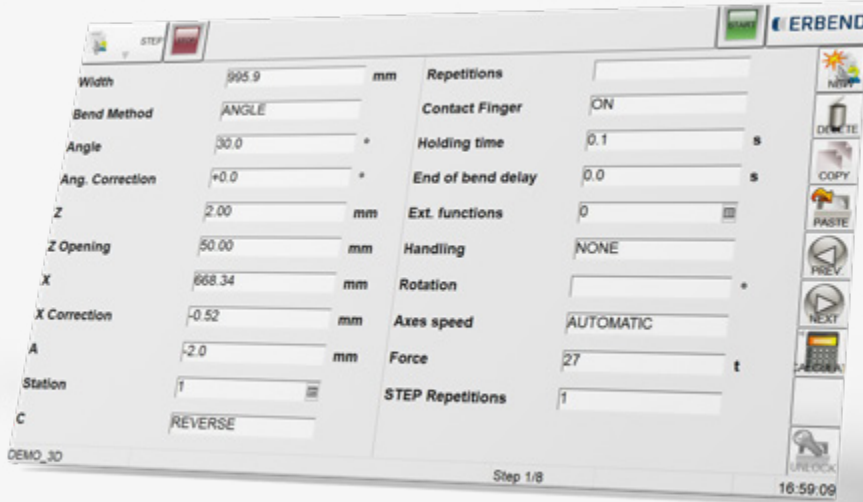 STEP
STOP
START
ERBEND
Width 995.9 mm
Bend Method ANGLE
Angle 30.0 °
Ang. Correction +0.0 °
Z 2.00 mm
Z Opening 50.00 mm
X 668.34 mm
X Correction -0.52 mm
A -2.0 mm
Station 1
C REVERSE
Repetitions
Contact Finger ON
Holding time 0.1 s
End of bend delay 0.0 s
Ext. functions 0
Handling NONE
Rotation °
Axes speed AUTOMATIC
Force 27 t
STEP Repetitions 1
NEW
DELETE
COPY
PASTE
PREV.
NEXT
CALCULAT
UNLOCK
DEMO_3D
Step 1/8
16:59:09